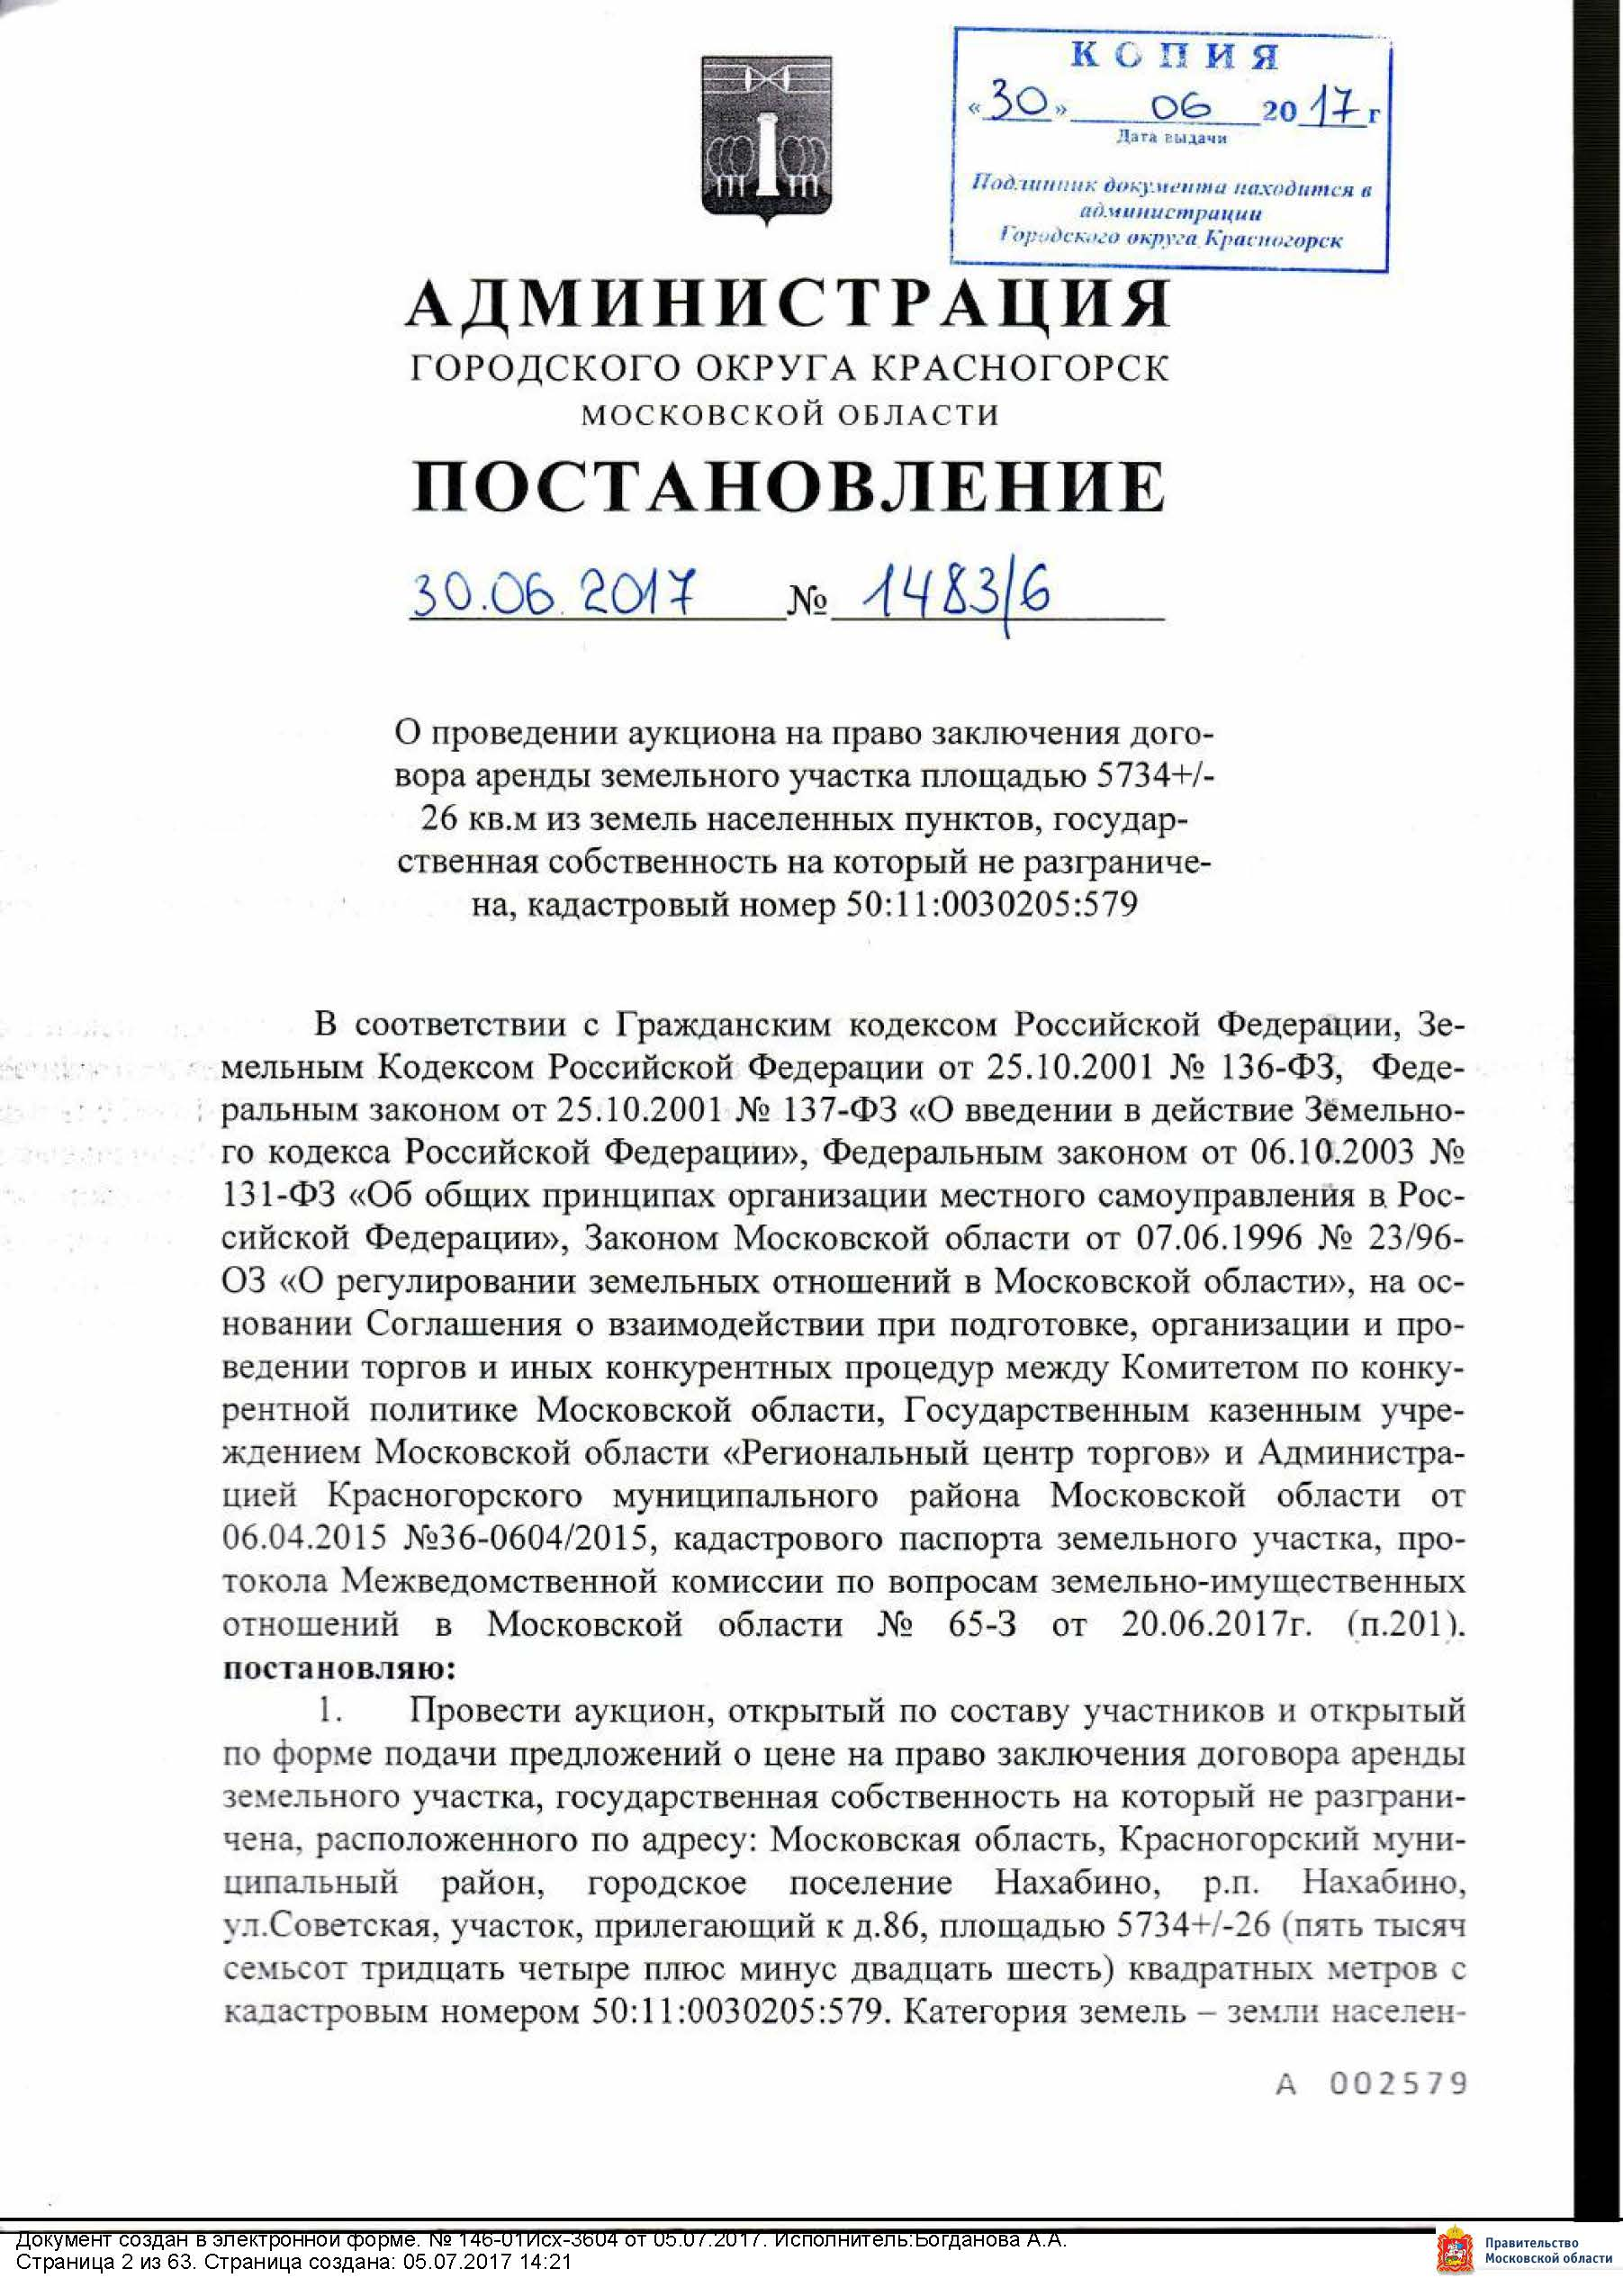 КОПИЯ
«30» 06 2017 г
Дата выдачи
Подлинник документа находится в
администрации
Городского округа Красногорск
АДМИНИСТРАЦИЯ
ГОРОДСКОГО ОКРУГА КРАСНОГОРСК
МОСКОВСКОЙ ОБЛАСТИ
ПОСТАНОВЛЕНИЕ
30.06.2017 № 1483/6
О проведении аукциона на право заключения дого-
вора аренды земельного участка площадью 5734+/-
26 кв.м из земель населенных пунктов, государ-
ственная собственность на который не разграниче-
на, кадастровый номер 50:11:0030205:579
В соответствии с Гражданским кодексом Российской Федерации, Зе-
мельным Кодексом Российской Федерации от 25.10.2001 № 136-ФЗ, Феде-
ральным законом от 25.10.2001 № 137-ФЗ «О введении в действие Земельно-
го кодекса Российской Федерации», Федеральным законом от 06.10.2003 №
131-ФЗ «Об общих принципах организации местного самоуправления в Рос-
сийской Федерации», Законом Московской области от 07.06.1996 № 23/96-
ОЗ «О регулировании земельных отношений в Московской области», на ос-
новании Соглашения о взаимодействии при подготовке, организации и про-
ведении торгов и иных конкурентных процедур между Комитетом по конку-
рентной политике Московской области, Государственным казенным учре-
ждением Московской области «Региональный центр торгов» и Администра-
цией Красногорского муниципального района Московской области от
06.04.2015 №36-0604/2015, кадастрового паспорта земельного участка, про-
токола Межведомственной комиссии по вопросам земельно-имущественных
отношений в Московской области № 65-З от 20.06.2017г. (п.201).
постановляю:
1. Провести аукцион, открытый по составу участников и открытый
по форме подачи предложений о цене на право заключения договора аренды
земельного участка, государственная собственность на который не разграни-
чена, расположенного по адресу: Московская область, Красногорский муни-
ципальный район, городское поселение Нахабино, р.п. Нахабино,
ул.Советская, участок, прилегающий к д.86, площадью 5734+/-26 (пять тысяч
семьсот тридцать четыре плюс минус двадцать шесть) квадратных метров с
кадастровым номером 50:11:0030205:579. Категория земель – земли населен-
А 002579
Документ создан в электронной форме. № 146-01Исх-3604 от 05.07.2017. Исполнитель:Богданова А.А.
Страница 2 из 63. Страница создана: 05.07.2017 14:21
Правительство
Московской области